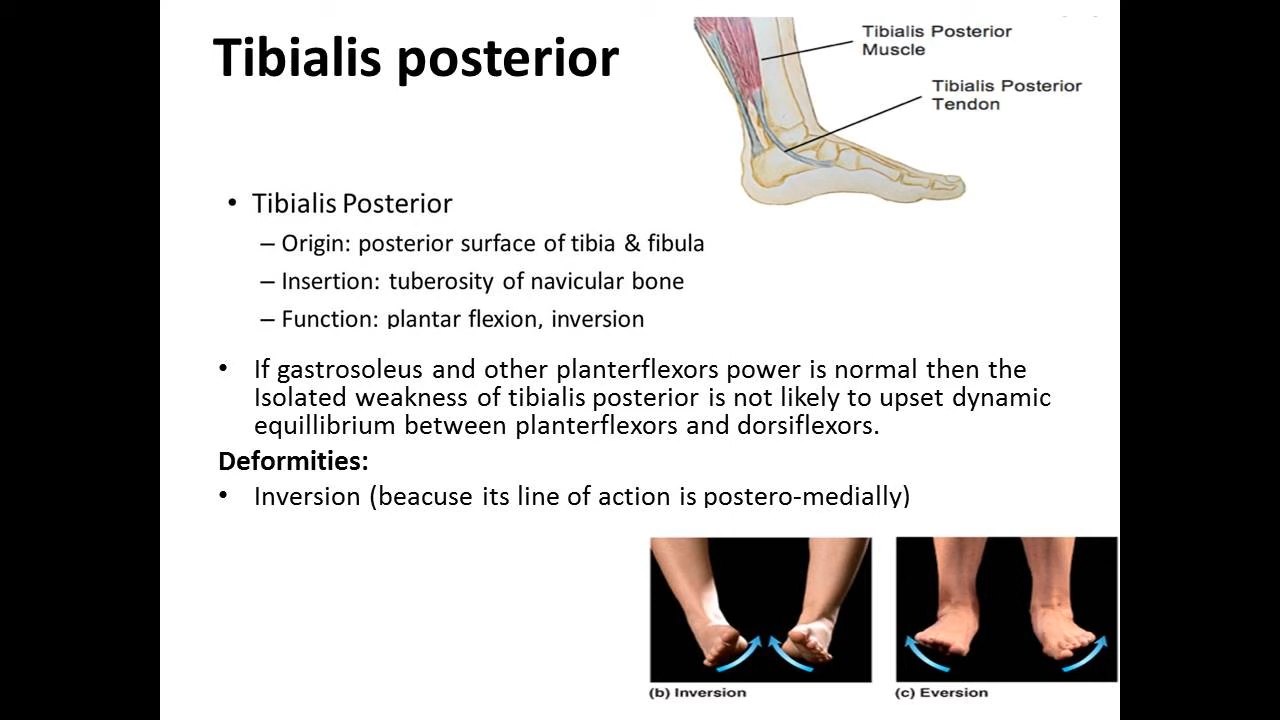 Tibialis posterior
Tibialis Posterior
Muscle
Tibialis Posterior
Tendon
• Tibialis Posterior
– Origin: posterior surface of tibia & fibula
– Insertion: tuberosity of navicular bone
– Function: plantar flexion, inversion
• If gastrosoleus and other planterflexors power is normal then the
Isolated weakness of tibialis posterior is not likely to upset dynamic
equillibrium between planterflexors and dorsiflexors.
Deformities:
• Inversion (beacuse its line of action is postero-medially)
(b) Inversion
(c) Eversion